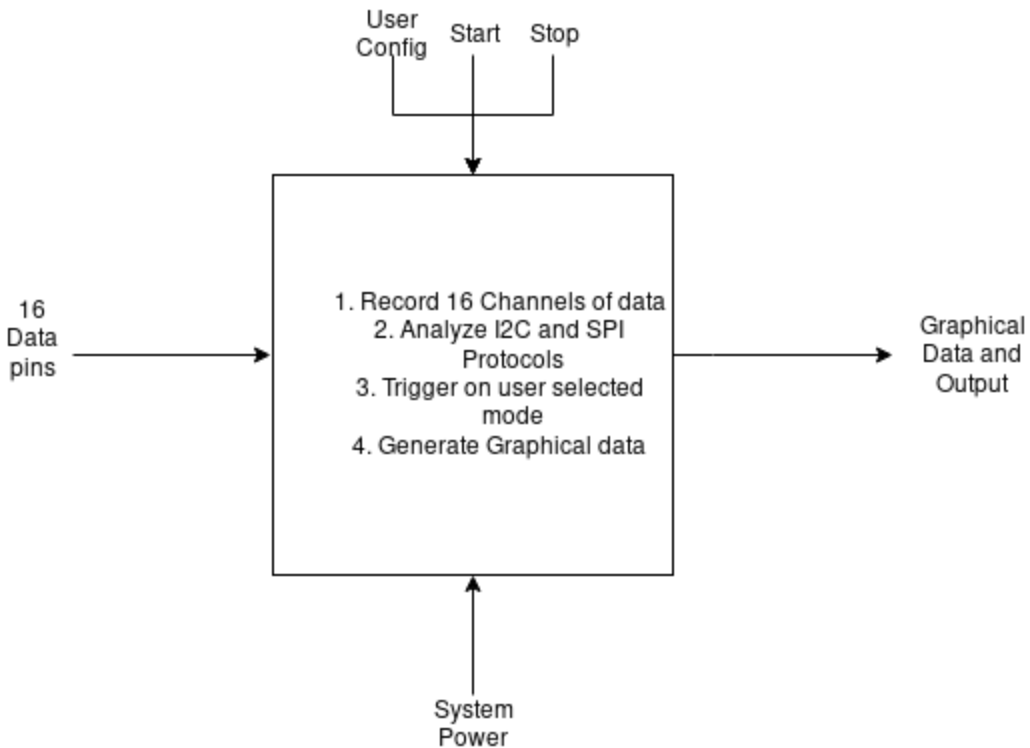 User
Config
Start
Stop
16
Data
pins
1. Record 16 Channels of data
2. Analyze I2C and SPI
Protocols
3. Trigger on user selected
mode
4. Generate Graphical data
Graphical
Data and
Output
System
Power